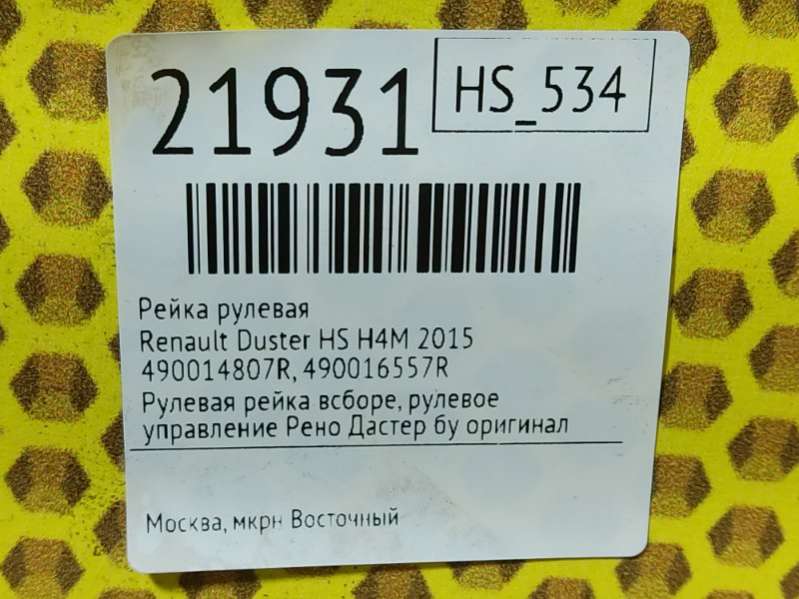 21931
HS_534
Рейка рулевая
Renault Duster HS H4M 2015
490014807R, 490016557R
Рулевая рейка всборе, рулевое
управление Рено Дастер бу оригинал
Москва, мкрн Восточный